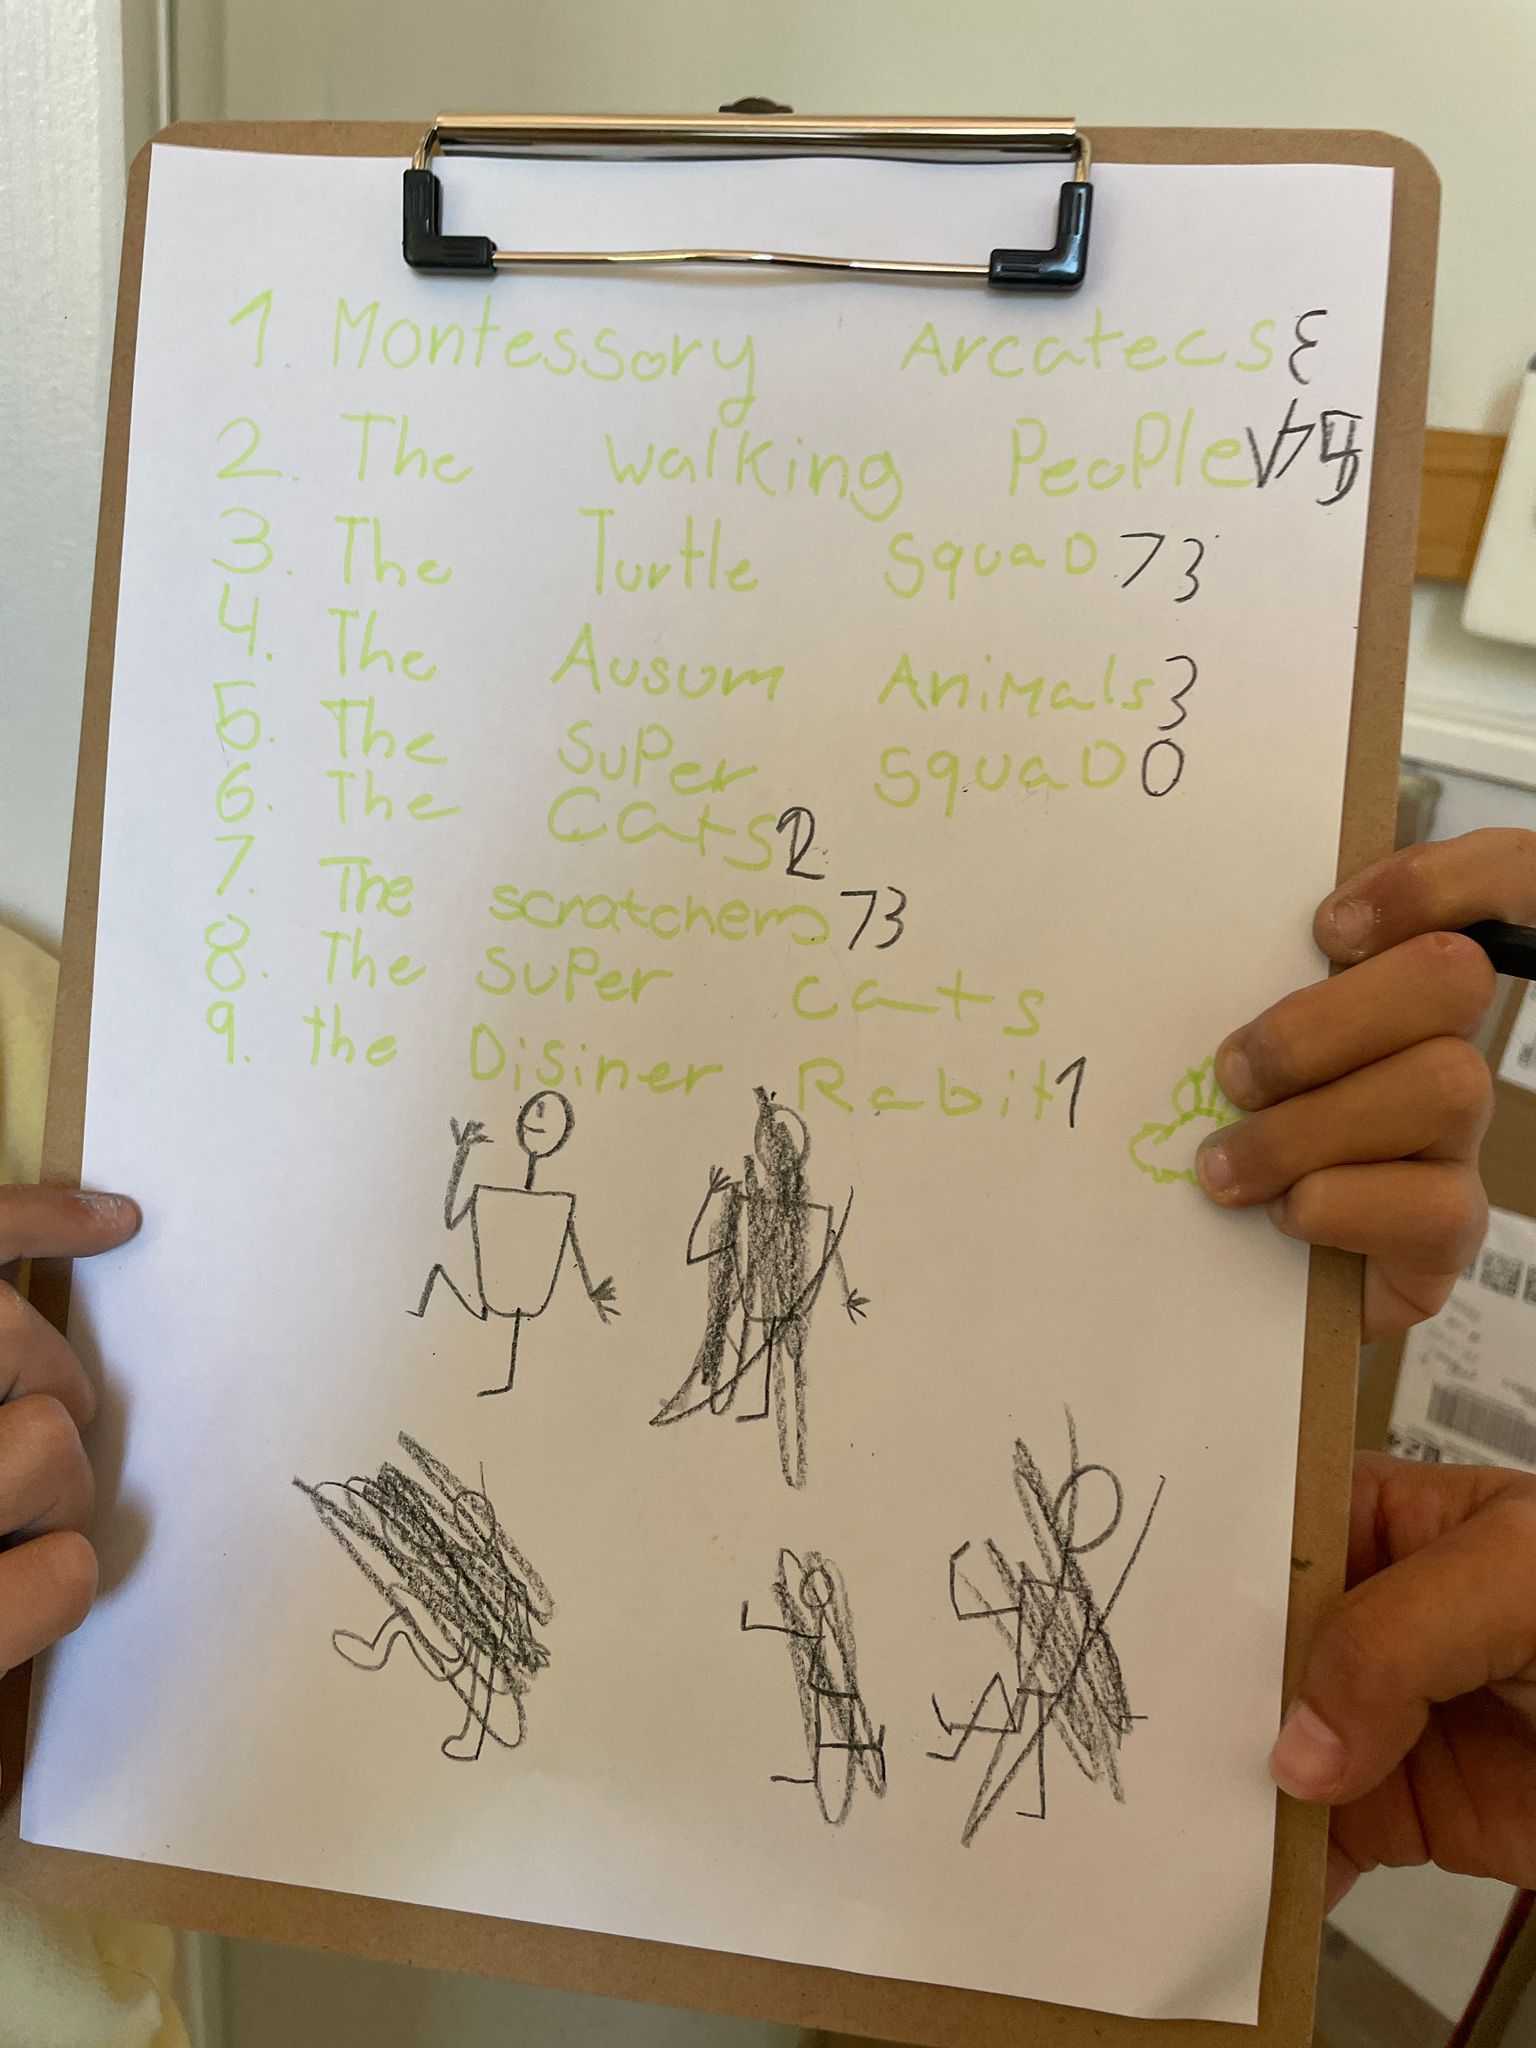 1. Montessory Arcatecs Ɛ
2. The walking People
3. The Turtle squaD 73
4. The Ausum Animals 3
5. The SuPer squaD 0
6. The Cats 2
7. The scratchers 73
8. The SuPer cats
9. the Disiner Rabit 1